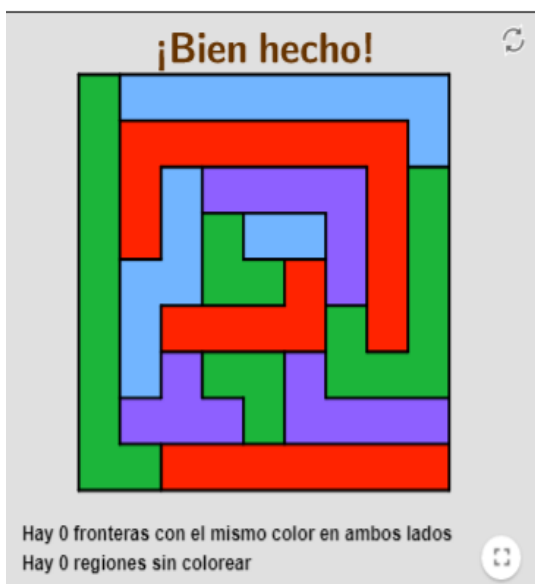 ¡Bien hecho!
Hay 0 fronteras con el mismo color en ambos lados
Hay 0 regiones sin colorear